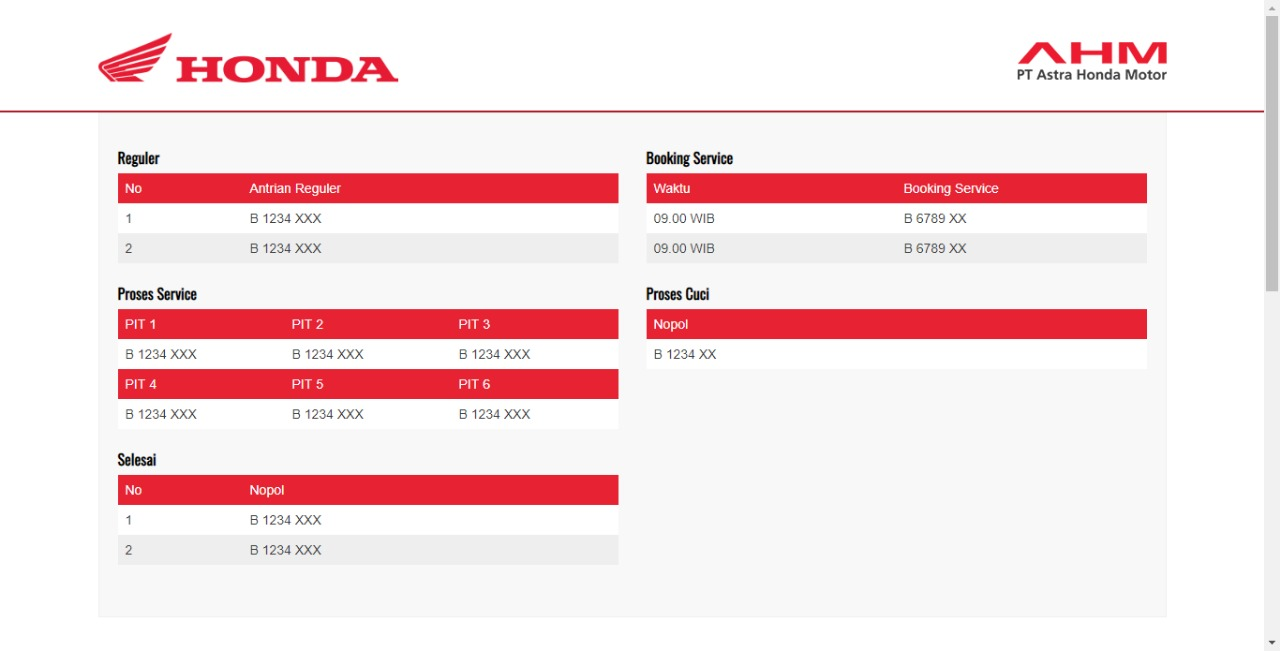 HONDA
AHM
PT Astra Honda Motor
Reguler
No Antrian Reguler
1 B 1234 XXX
2 B 1234 XXX
Booking Service
Waktu Booking Service
09.00 WIB B 6789 XX
09.00 WIB B 6789 XX
Proses Service
PIT 1 PIT 2 PIT 3
B 1234 XXX B 1234 XXX B 1234 XXX
PIT 4 PIT 5 PIT 6
B 1234 XXX B 1234 XXX B 1234 XXX
Proses Cuci
Nopol
B 1234 XX
Selesai
No Nopol
1 B 1234 XXX
2 B 1234 XXX